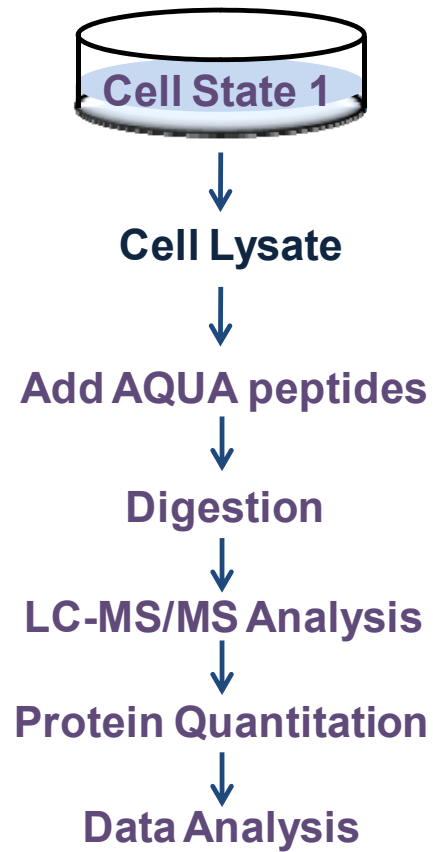 Cell State 1
Cell Lysate
Add AQUA peptides
Digestion
LC-MS/MS Analysis
Protein Quantitation
Data Analysis